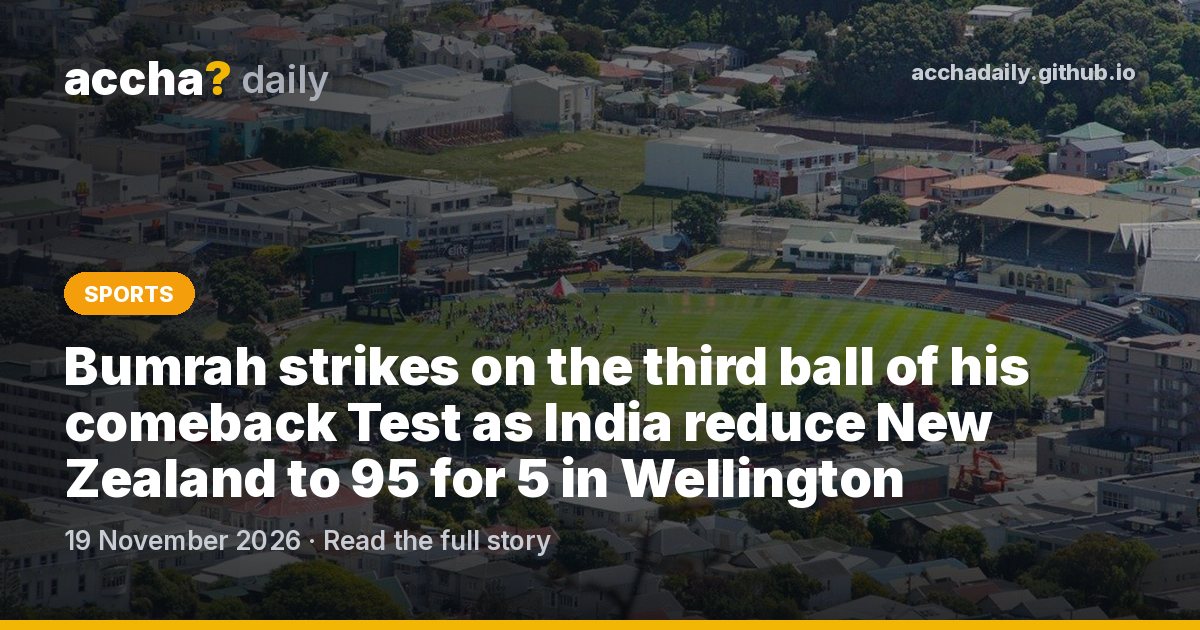 accha? daily
acchadaily.github.io
SPORTS
Bumrah strikes on the third ball of his
comeback Test as India reduce New
Zealand to 95 for 5 in Wellington
19 November 2026 · Read the full story